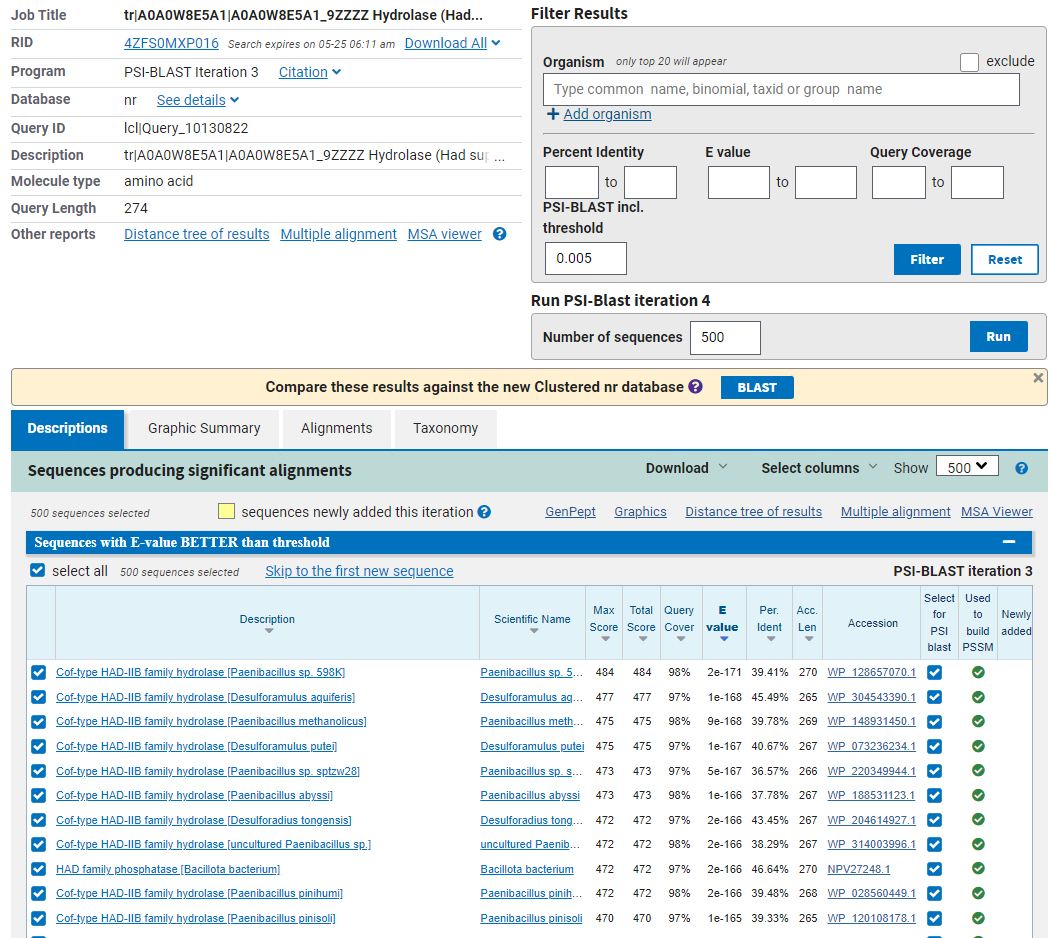 Job Title tr|A0A0W8E5A1|A0A0W8E5A1_9ZZZZ Hydrolase (Had...
RID 4ZFS0MXP016 Search expires on 05-25 06:11 am Download All
Program PSI-BLAST Iteration 3 Citation
Database nr See details
Query ID lcl|Query_10130822
Description tr|A0A0W8E5A1|A0A0W8E5A1_9ZZZZ Hydrolase (Had sup ...
Molecule type amino acid
Query Length 274
Other reports Distance tree of results Multiple alignment MSA viewer ?
Filter Results
Organism only top 20 will appear exclude
Type common name, binomial, taxid or group name
+ Add organism
Percent Identity E value Query Coverage
to to to
PSI-BLAST incl.
threshold
0.005 Filter Reset
Run PSI-Blast iteration 4
Number of sequences 500 Run
Compare these results against the new Clustered nr database ? BLAST ×
Descriptions Graphic Summary Alignments Taxonomy
Sequences producing significant alignments Download Select columns Show 500 ?
500 sequences selected sequences newly added this iteration ? GenPept Graphics Distance tree of results Multiple alignment MSA Viewer
Sequences with E-value BETTER than threshold
select all 500 sequences selected Skip to the first new sequence PSI-BLAST iteration 3
Description Scientific Name Max Score Total Score Query Cover E value Per. Ident Acc. Len Accession Select for PSI blast Used to build PSSM Newly added
Cof-type HAD-IIB family hydrolase [Paenibacillus sp. 598K] Paenibacillus sp. 5... 484 484 98% 2e-171 39.41% 270 WP_128657070.1
Cof-type HAD-IIB family hydrolase [Desulforamulus aquiferis] Desulforamulus aq... 477 477 97% 1e-168 45.49% 265 WP_304543390.1
Cof-type HAD-IIB family hydrolase [Paenibacillus methanolicus] Paenibacillus meth... 475 475 98% 9e-168 39.78% 269 WP_148931450.1
Cof-type HAD-IIB family hydrolase [Desulforamulus putei] Desulforamulus putei 475 475 97% 1e-167 40.67% 267 WP_073236234.1
Cof-type HAD-IIB family hydrolase [Paenibacillus sp. sptzw28] Paenibacillus sp. s... 473 473 97% 5e-167 36.57% 266 WP_220349944.1
Cof-type HAD-IIB family hydrolase [Paenibacillus abyssi] Paenibacillus abyssi 473 473 98% 1e-166 37.78% 267 WP_188531123.1
Cof-type HAD-IIB family hydrolase [Desulforadius tongensis] Desulforadius tong... 472 472 97% 2e-166 43.45% 267 WP_204614927.1
Cof-type HAD-IIB family hydrolase [uncultured Paenibacillus sp.] uncultured Paenib... 472 472 98% 2e-166 38.29% 267 WP_314003996.1
HAD family phosphatase [Bacillota bacterium] Bacillota bacterium 472 472 97% 2e-166 46.64% 270 NPV27248.1
Cof-type HAD-IIB family hydrolase [Paenibacillus pinihumi] Paenibacillus pinih... 472 472 98% 2e-166 39.48% 268 WP_028560449.1
Cof-type HAD-IIB family hydrolase [Paenibacillus pinisoli] Paenibacillus pinisoli 470 470 97% 1e-165 39.33% 265 WP_120108178.1